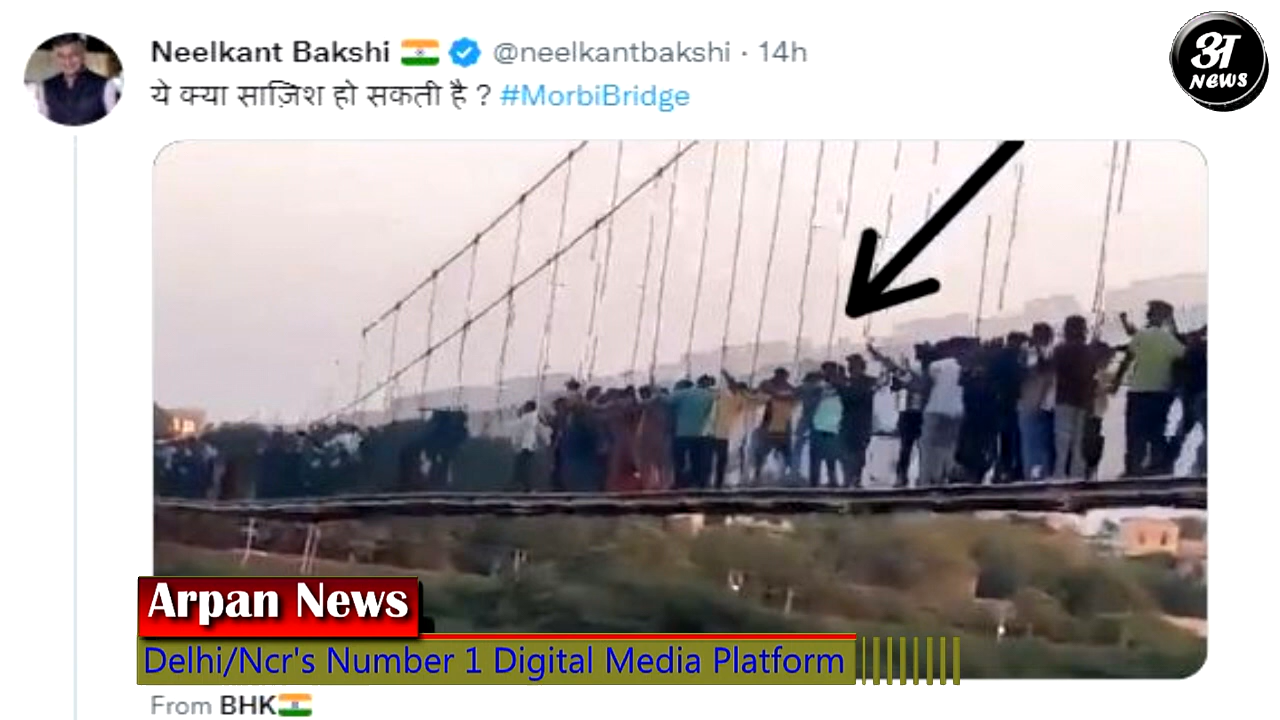 Neelkant Bakshi 🇮🇳 @neelkantbakshi · 14h
ये क्या साज़िश हो सकती है ? #MorbiBridge
अ
NEWS
Arpan News
Delhi/Ncr's Number 1 Digital Media Platform
From BHK🇮🇳